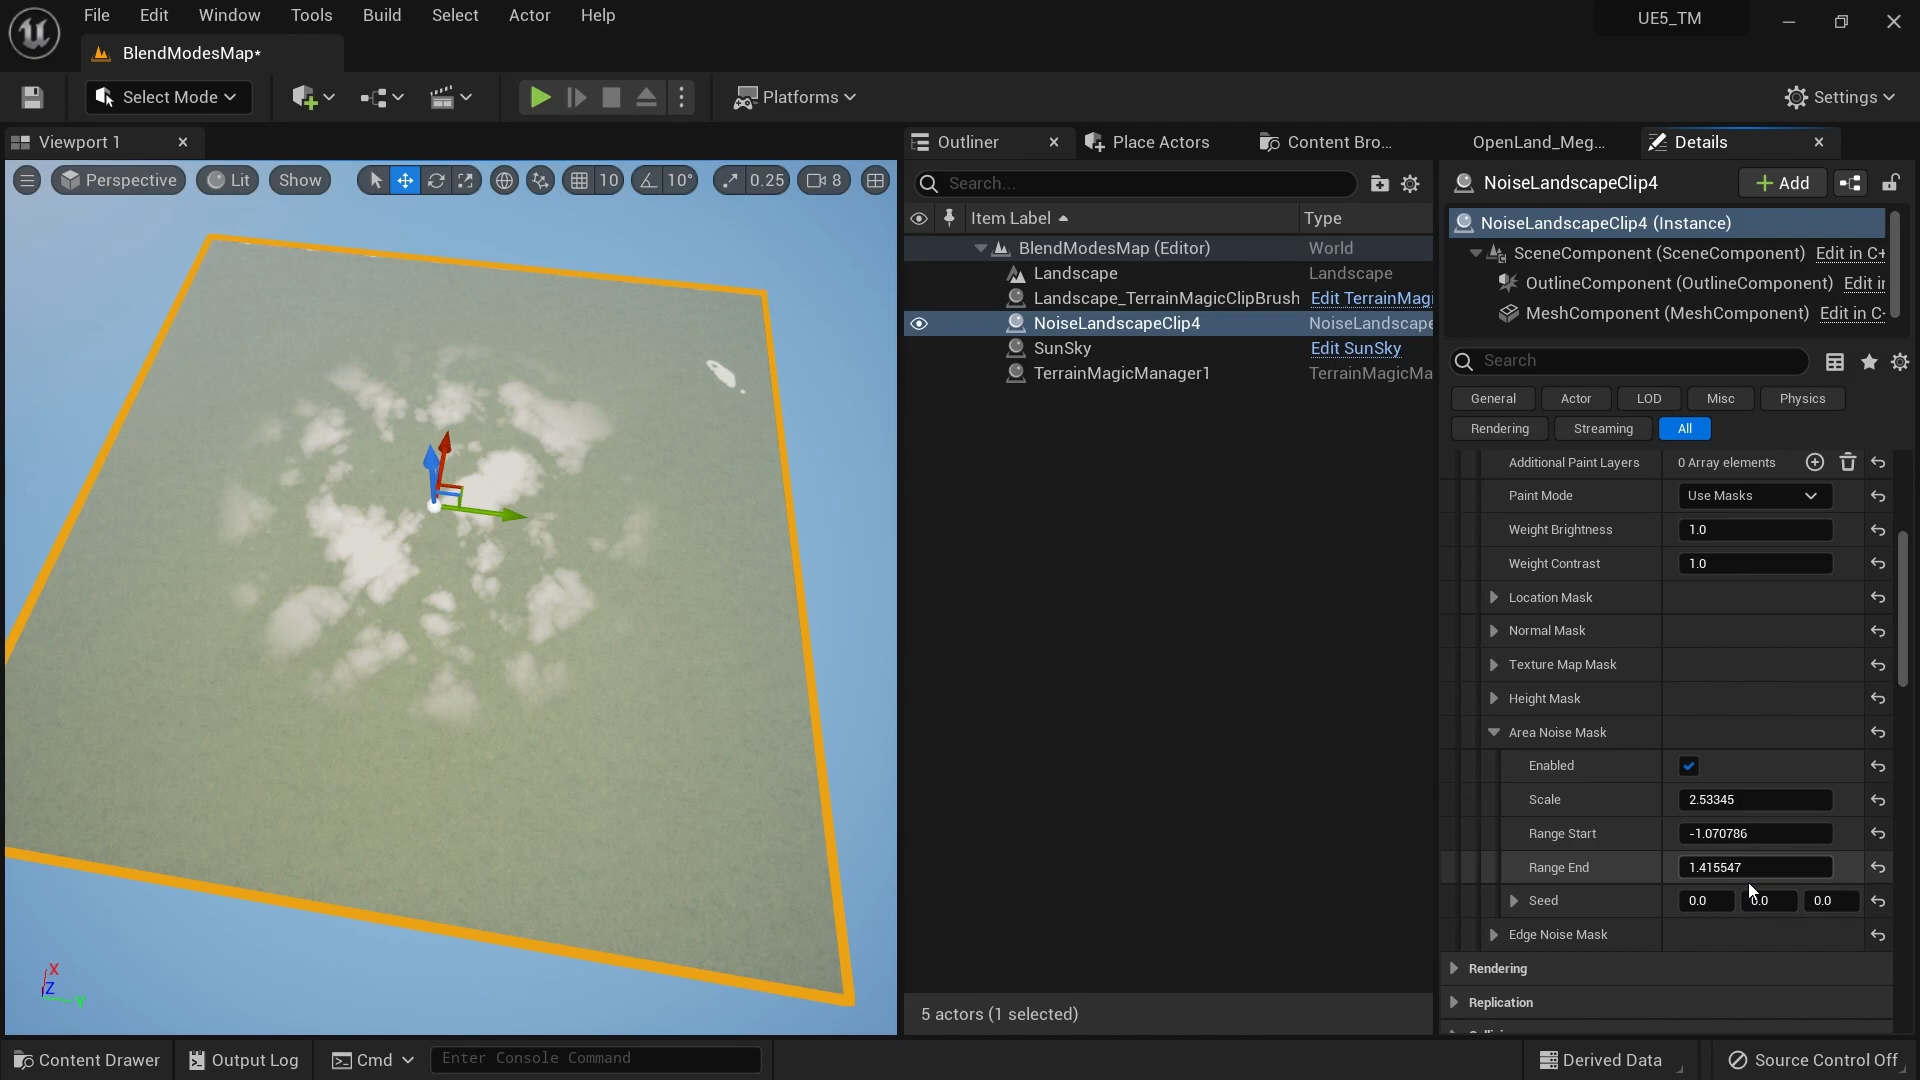 File Edit Window Tools Build Select Actor Help
UE5_TM
BlendModesMap*
Select Mode
Platforms
Settings
Viewport 1
Outliner
Place Actors
Content Bro...
OpenLand_Meg...
Details
Perspective
Lit
Show
10
10°
0.25
8
Search...
NoiseLandscapeClip4
Add
Item Label
Type
NoiseLandscapeClip4 (Instance)
BlendModesMap (Editor) World
SceneComponent (SceneComponent) Edit in C+
Landscape Landscape
OutlineComponent (OutlineComponent) Edit in
Landscape_TerrainMagicClipBrush Edit TerrainMagi
MeshComponent (MeshComponent) Edit in C-
NoiseLandscapeClip4 NoiseLandscape
SunSky Edit SunSky
TerrainMagicManager1 TerrainMagicMa
Search
General Actor LOD Misc Physics
Rendering Streaming All
Additional Paint Layers 0 Array elements
Paint Mode Use Masks
Weight Brightness 1.0
Weight Contrast 1.0
Location Mask
Normal Mask
Texture Map Mask
Height Mask
Area Noise Mask
Enabled
Scale 2.53345
Range Start -1.070786
Range End 1.415547
Seed 0.0 0.0 0.0
Edge Noise Mask
Rendering
Replication
X
Z
Y
5 actors (1 selected)
Content Drawer
Output Log
Cmd
Enter Console Command
Derived Data
Source Control Off